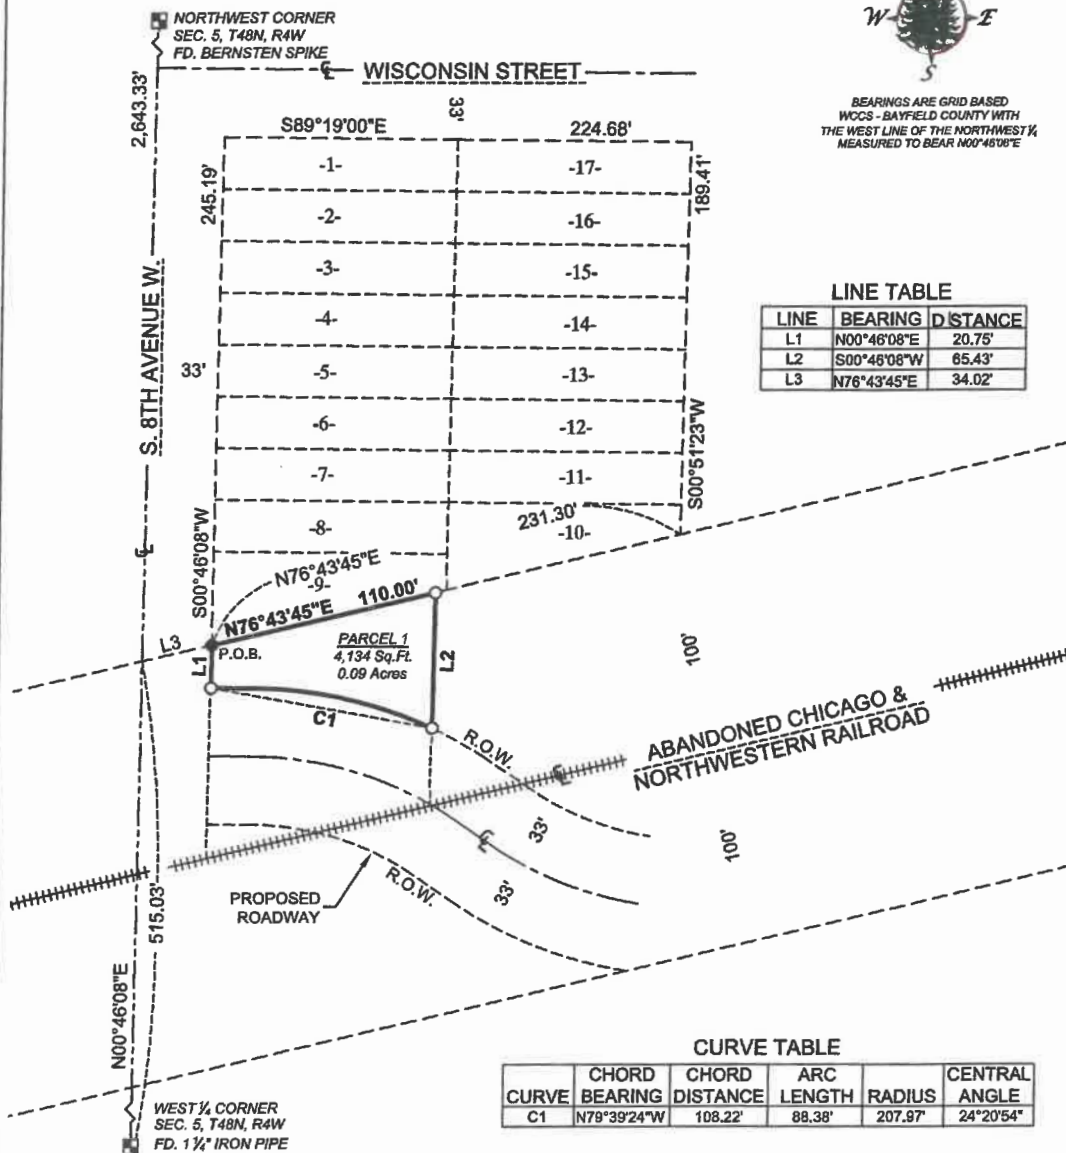 NORTHWEST CORNER
SEC. 5, T48N, R4W
FD. BERNSTEN SPIKE
W E
S
BEARINGS ARE GRID BASED
WCCS - BAYFIELD COUNTY WITH
THE WEST LINE OF THE NORTHWEST ¼
MEASURED TO BEAR N00°46'08"E
2,643.33'
℄ WISCONSIN STREET
33'
S89°19'00"E 224.68'
245.19'
189.41'
-1- -17-
-2- -16-
-3- -15-
-4- -14-
-5- -13-
-6- -12-
-7- -11-
-8- -10-
-9-
S. 8TH AVENUE W.
℄
33'
S00°46'08"W
S00°51'23"W
231.30'
N76°43'45"E
N76°43'45"E 110.00'
LINE TABLE
LINE BEARING DISTANCE
L1 N00°46'08"E 20.75'
L2 S00°46'08"W 65.43'
L3 N76°43'45"E 34.02'
L3
P.O.B.
L1
PARCEL 1
4,134 Sq.Ft.
0.09 Acres
L2
C1
100'
R.O.W.
ABANDONED CHICAGO &
NORTHWESTERN RAILROAD
℄
33'
℄
100'
33'
R.O.W.
PROPOSED
ROADWAY
515.03'
N00°46'08"E
WEST ¼ CORNER
SEC. 5, T48N, R4W
FD. 1 ¼" IRON PIPE
CURVE TABLE
CURVE CHORD BEARING CHORD DISTANCE ARC LENGTH RADIUS CENTRAL ANGLE
C1 N79°39'24"W 108.22' 88.38' 207.97' 24°20'54"